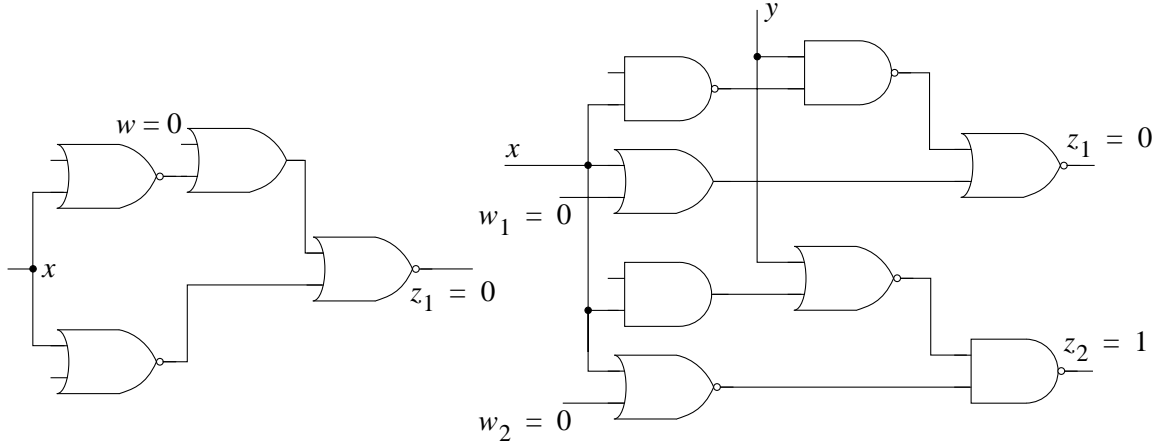 w = 0
x
z1 = 0
y
x
z1 = 0
w1 = 0
z2 = 1
w2 = 0